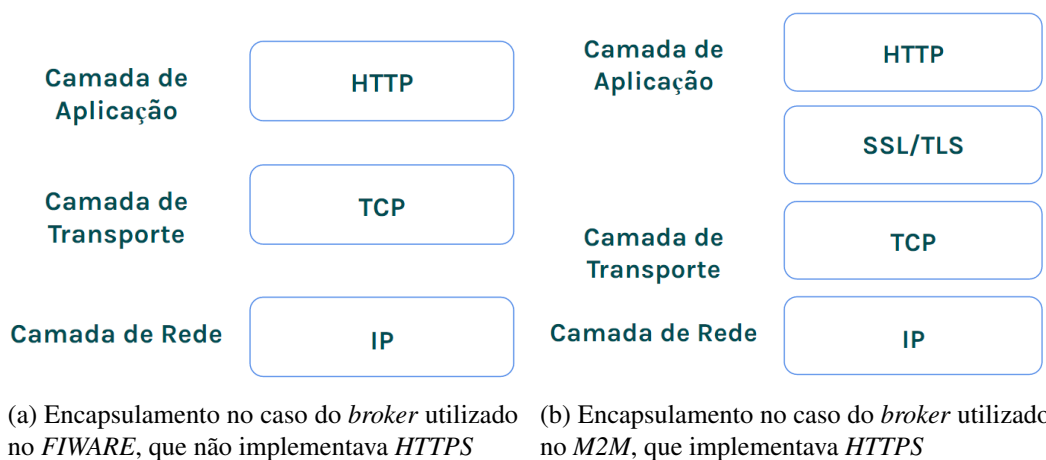 Camada de
Aplicação
HTTP
Camada de
Transporte
TCP
Camada de Rede
IP
(a) Encapsulamento no caso do broker utilizado
no FIWARE, que não implementava HTTPS
Camada de
Aplicação
HTTP
SSL/TLS
Camada de
Transporte
TCP
Camada de Rede
IP
(b) Encapsulamento no caso do broker utilizado
no M2M, que implementava HTTPS